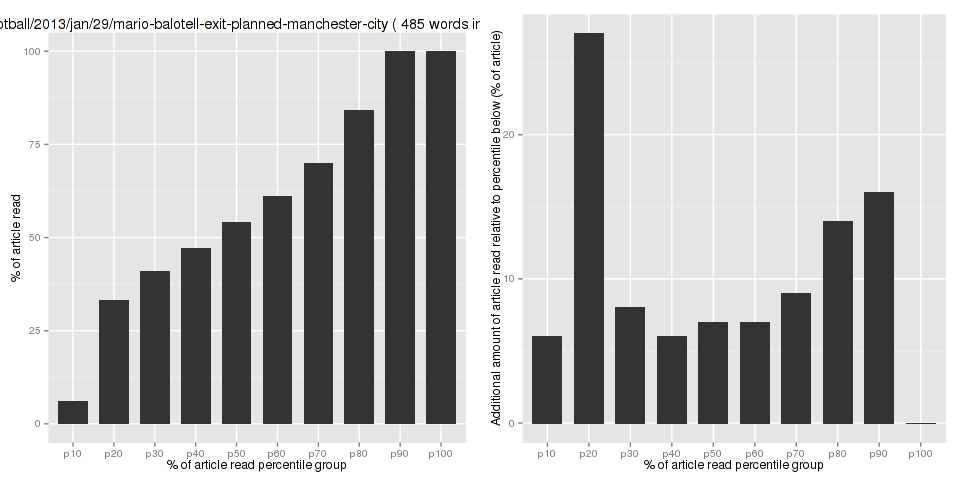 otball/2013/jan/29/mario-balotell-exit-planned-manchester-city ( 485 words in
% of article read
100
75
50
25
0
p10 p20 p30 p40 p50 p60 p70 p80 p90 p100
% of article read percentile group
Additional amount of article read relative to percentile below (% of article)
20
10
0
p10 p20 p30 p40 p50 p60 p70 p80 p90 p100
% of article read percentile group